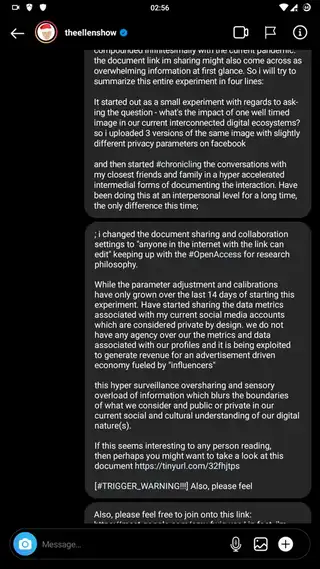 02:56
theellenshow
compounded infinitesimally with the current pandemic.
the document link im sharing might also come across as
overwhelming information at first glance. So i will try to
summarize this entire experiment in four lines:
It started out as a small experiment with regards to ask-
ing the question - what's the impact of one well timed
image in our current interconnected digital ecosystems?
so i uploaded 3 versions of the same image with slightly
different privacy parameters on facebook
and then started #chronicling the conversations with
my closest friends and family in a hyper accelerated
intermedial forms of documenting the interaction. Have
been doing this at an interpersonal level for a long time,
the only difference this time;
; i changed the document sharing and collaboration
settings to "anyone in the internet with the link can
edit" keeping up with the #OpenAccess for research
philosophy.
While the parameter adjustment and calibrations
have only grown over the last 14 days of starting this
experiment. Have started sharing the data metrics
associated with my current social media accounts
which are considered private by design. we do not
have any agency over our the metrics and data
associated with our profiles and it is being exploited
to generate revenue for an advertisement driven
economy fueled by "influencers"
this hyper surveillance oversharing and sensory
overload of information which blurs the boundaries
of what we consider and public or private in our
current social and cultural understanding of our digital
nature(s).
If this seems interesting to any person reading,
then perhaps you might want to take a look at this
document https://tinyurl.com/32fhjtps
[#TRIGGER_WARNING!!!] Also, please feel
Also, please feel free to join onto this link:
Message...